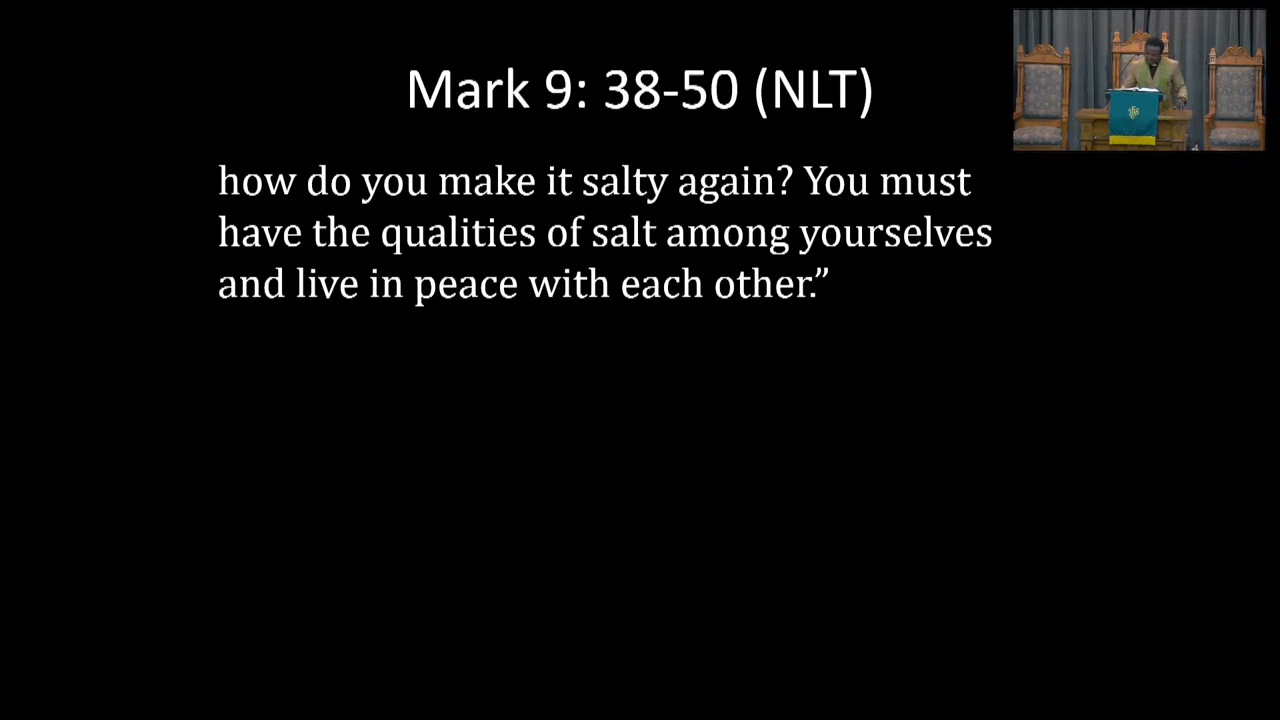 Mark 9: 38-50 (NLT)
how do you make it salty again? You must
have the qualities of salt among yourselves
and live in peace with each other.”